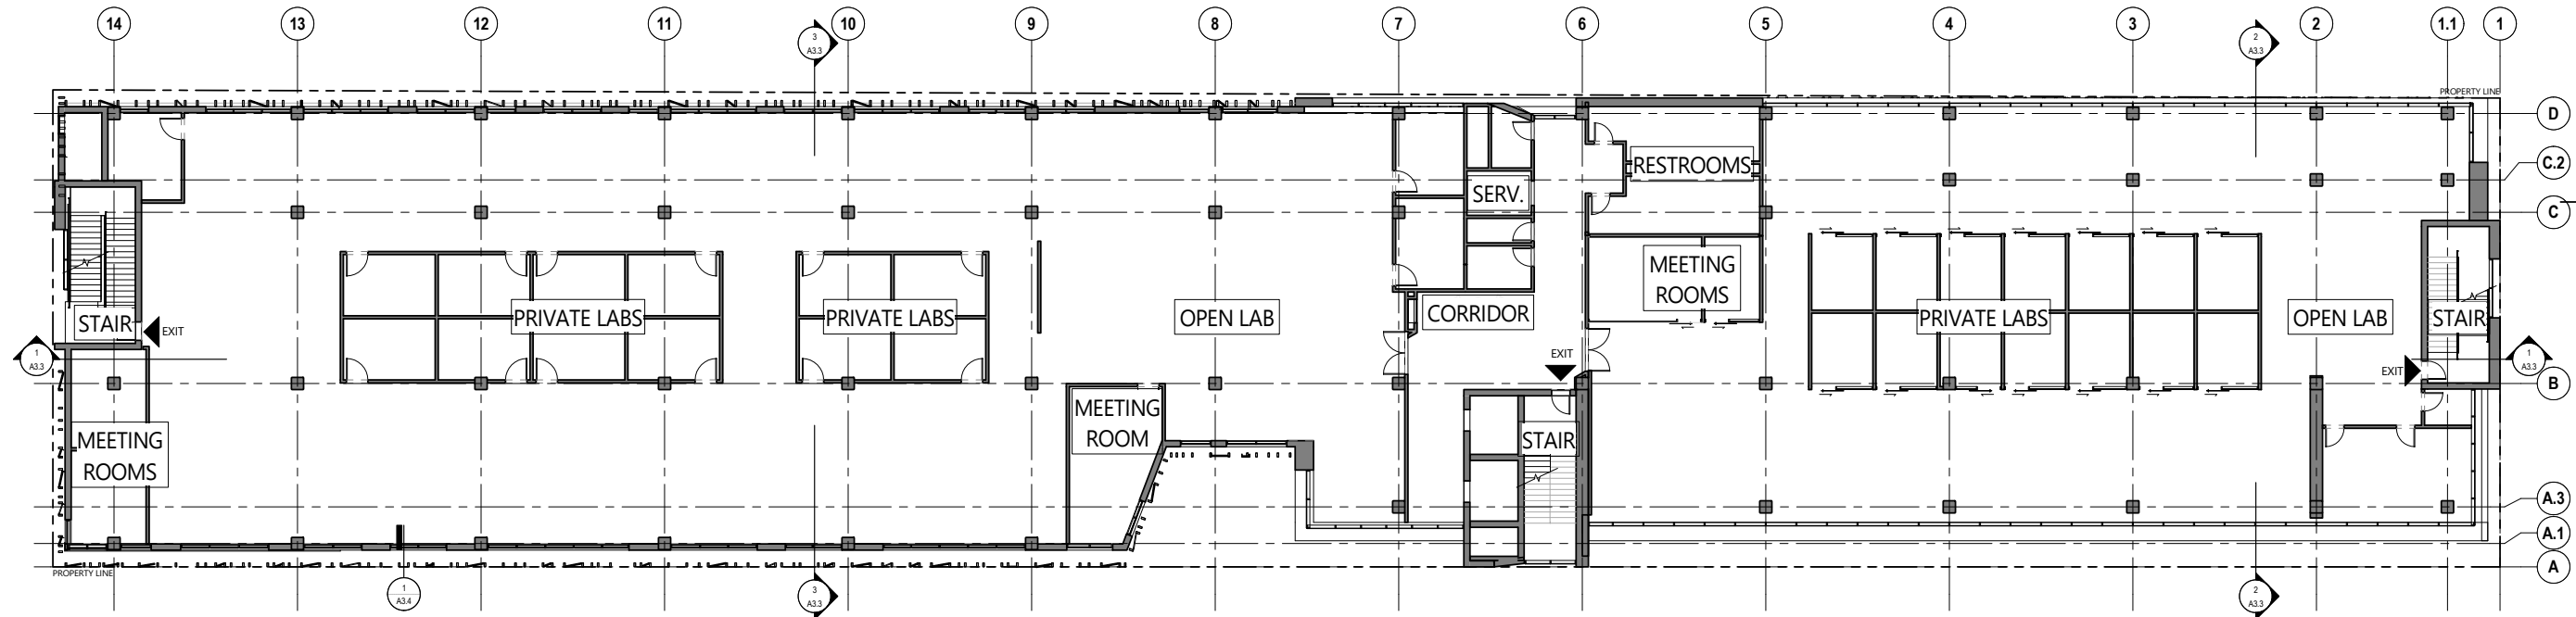 14 13 12 11 10 9 8 7 6 5 4 3 2 1.1 1
3
A3.3
2
A3.3
PROPERTY LINE
D
C.2
RESTROOMS
SERV.
C
MEETING
ROOMS
STAIR
EXIT
PRIVATE LABS
PRIVATE LABS
OPEN LAB
CORRIDOR
PRIVATE LABS
OPEN LAB
STAIR
1
A3.3
EXIT
EXIT
1
A3.3
B
MEETING
ROOM
MEETING
ROOMS
STAIR
A.3
A.1
A
PROPERTY LINE
1
A3.4
3
A3.3
2
A3.3